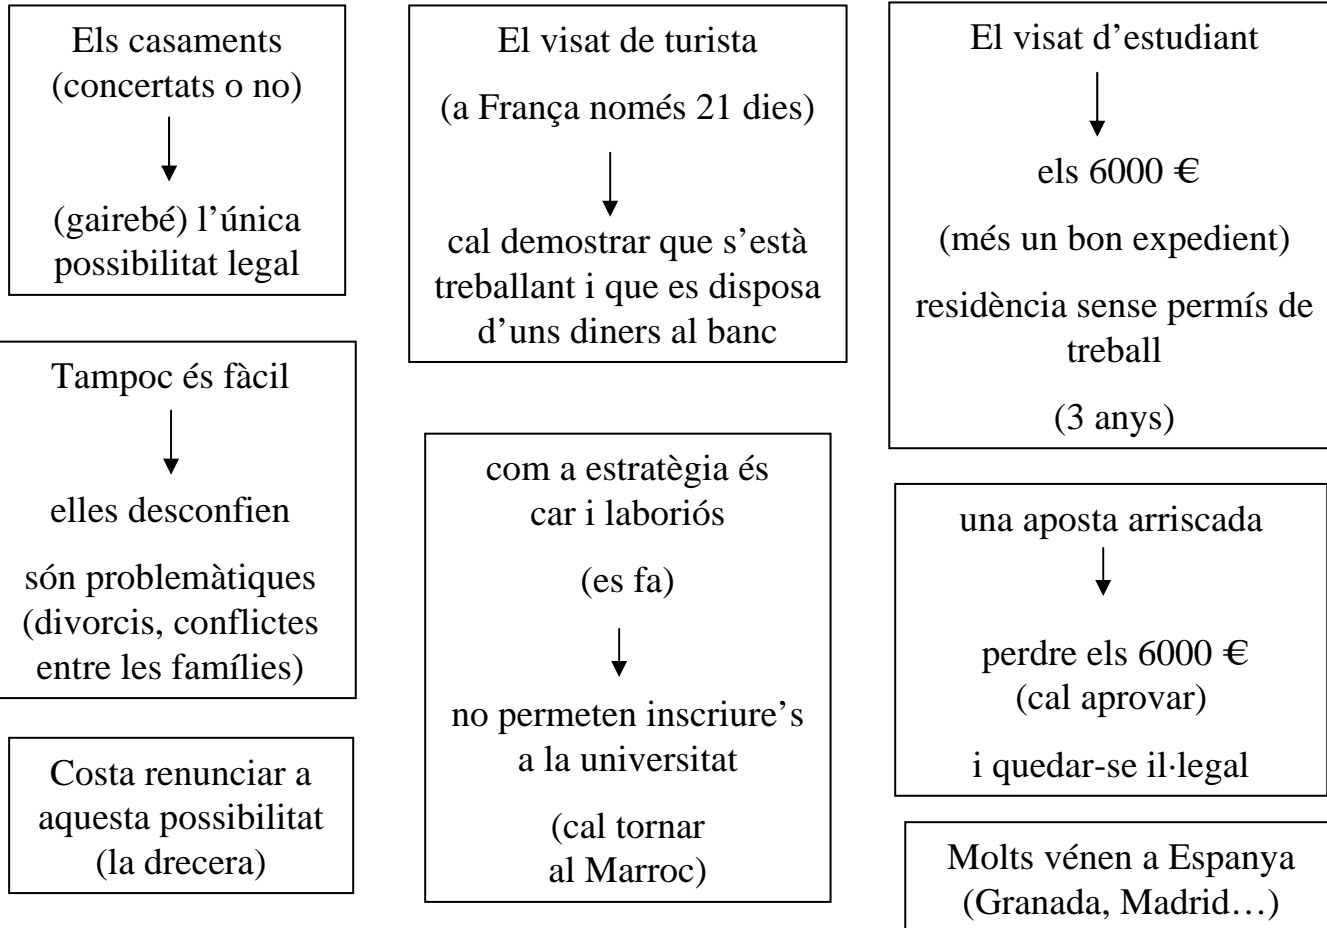 Els casaments
(concertats o no)
(gairebé) l’única
possibilitat legal
Tampoc és fàcil
elles desconfien
són problemàtiques
(divorcis, conflictes
entre les famílies)
Costa renunciar a
aquesta possibilitat
(la drecera)
El visat de turista
(a França només 21 dies)
cal demostrar que s’està
treballant i que es disposa
d’uns diners al banc
com a estratègia és
car i laboriós
(es fa)
no permeten inscriure’s
a la universitat
(cal tornar
al Marroc)
El visat d’estudiant
els 6000 €
(més un bon expedient)
residència sense permís de
treball
(3 anys)
una aposta arriscada
perdre els 6000 €
(cal aprovar)
i quedar-se il·legal
Molts vénen a Espanya
(Granada, Madrid…)